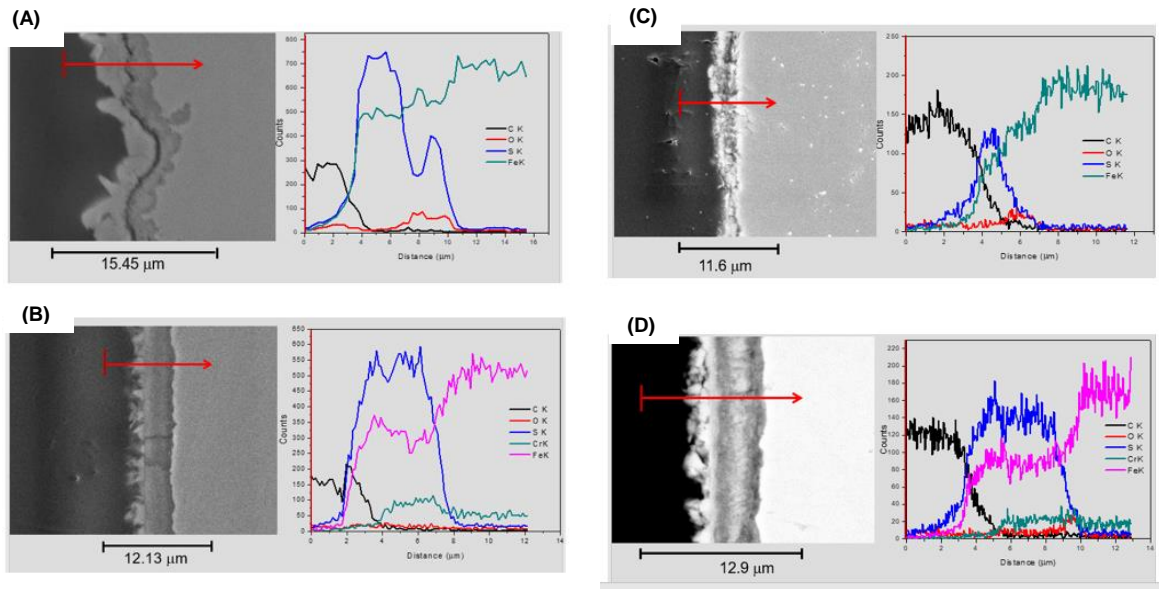 (A)
Counts
600
700
600
500
400
300
200
100
0
0
2
4
6
8
10
12
14
16
Distance (µm)
C K
O K
S K
FeK
15.45 µm
(B)
Counts
650
600
550
500
450
400
350
300
250
200
150
100
50
0
0
2
4
6
8
10
12
Distance (µm)
C K
O K
S K
CrK
FeK
12.13 µm
(C)
Counts
250
200
150
100
50
0
0
2
4
6
8
10
12
Distance (µm)
C K
O K
S K
FeK
11.6 µm
(D)
Counts
220
200
180
160
140
120
100
80
60
40
20
0
0
2
4
6
8
10
12
14
Distance (µm)
C K
O K
S K
CrK
FeK
12.9 µm